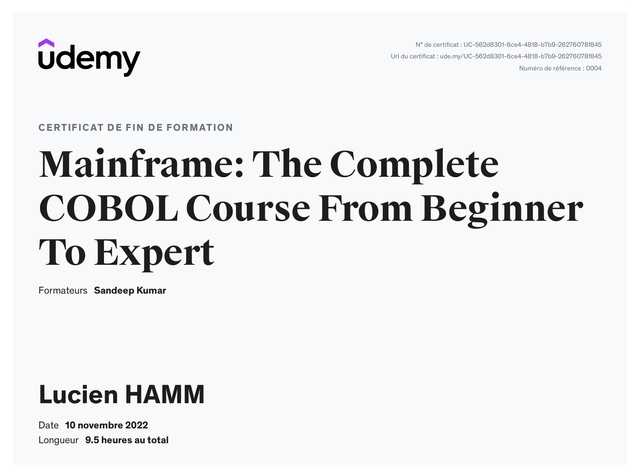 udemy
N° de certificat : UC-562d8301-6ce4-4818-b7b9-262760781845
Url du certificat : ude.my/UC-562d8301-6ce4-4818-b7b9-262760781845
Numéro de référence : 0004
CERTIFICAT DE FIN DE FORMATION
Mainframe: The Complete
COBOL Course From Beginner
To Expert
Formateurs Sandeep Kumar
Lucien HAMM
Date 10 novembre 2022
Longueur 9.5 heures au total